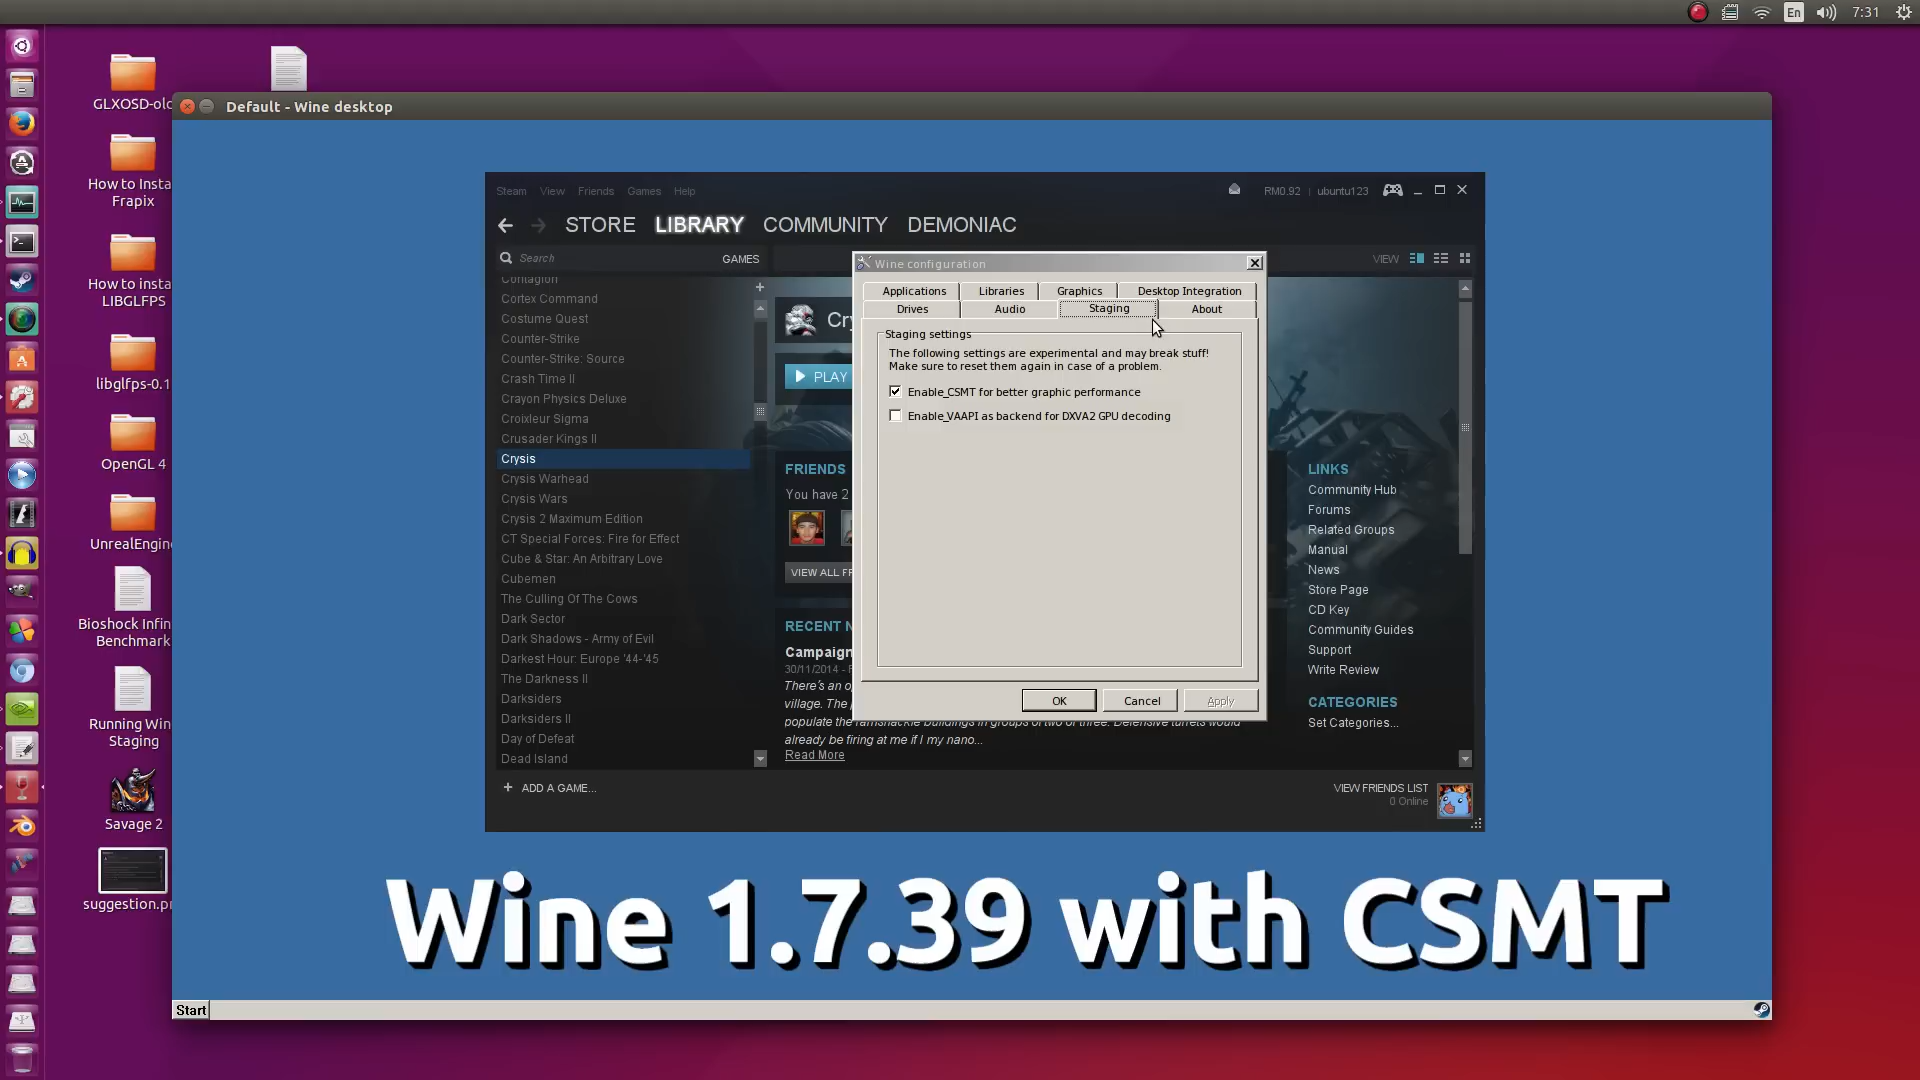 En
7:31
GLXOSD-old
How to Insta
Frapix
How to insta
LIBGLFPS
libglfps-0.1
OpenGL 4
UnrealEngin
Bioshock Infin
Benchmark
Running Win
Staging
Savage 2
suggestion.pn
Default - Wine desktop
Steam View Friends Games Help
RM0.92 | ubuntu123
STORE LIBRARY COMMUNITY DEMONIAC
Search
GAMES
VIEW
Contagion
Cortex Command
Costume Quest
Counter-Strike
Counter-Strike: Source
Crash Time II
Crayon Physics Deluxe
Croixleur Sigma
Crusader Kings II
Crysis
Crysis Warhead
Crysis Wars
Crysis 2 Maximum Edition
CT Special Forces: Fire for Effect
Cube & Star: An Arbitrary Love
Cubemen
The Culling Of The Cows
Dark Sector
Dark Shadows - Army of Evil
Darkest Hour: Europe '44-'45
The Darkness II
Darksiders
Darksiders II
Day of Defeat
Dead Island
+ ADD A GAME...
Cry
PLAY
FRIENDS
You have 2
VIEW ALL FR
RECENT N
Campaign
30/11/2014 - F
There's an o
village. The p
populate the ramshackle buildings in groups of two or three. Defensive turrets would
already be firing at me if I my nano...
Read More
Wine configuration
Applications Libraries Graphics Desktop Integration
Drives Audio Staging About
Staging settings
The following settings are experimental and may break stuff!
Make sure to reset them again in case of a problem.
Enable_CSMT for better graphic performance
Enable_VAAPI as backend for DXVA2 GPU decoding
OK Cancel Apply
LINKS
Community Hub
Forums
Related Groups
Manual
News
Store Page
CD Key
Community Guides
Support
Write Review
CATEGORIES
Set Categories...
VIEW FRIENDS LIST
0 Online
Wine 1.7.39 with CSMT
Start